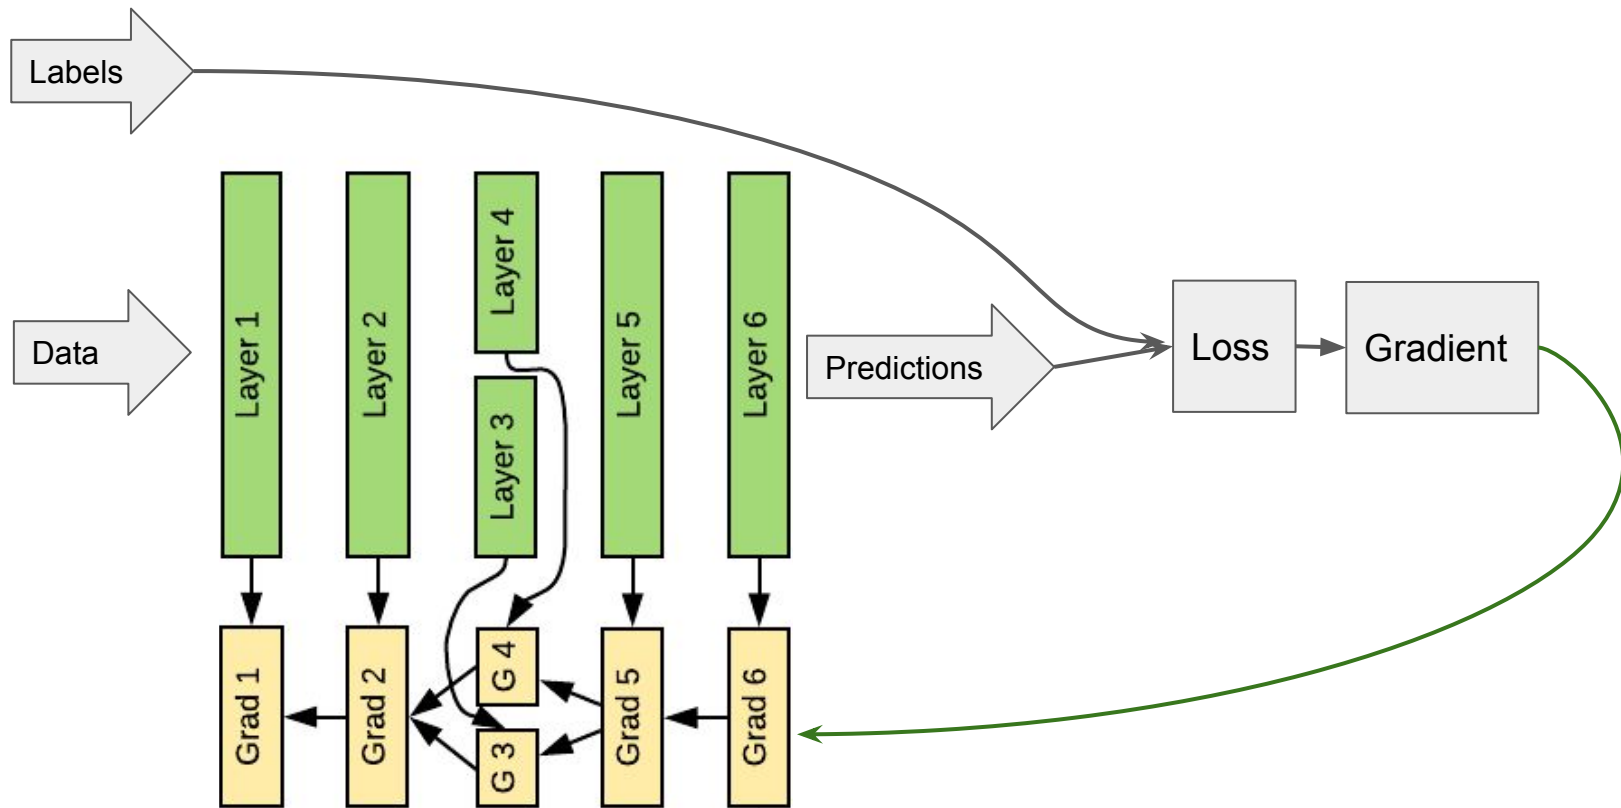 Labels
Data
Layer 1
Layer 2
Layer 4
Layer 3
Layer 5
Layer 6
Predictions
Loss
Gradient
Grad 1
Grad 2
G 4
G 3
Grad 5
Grad 6